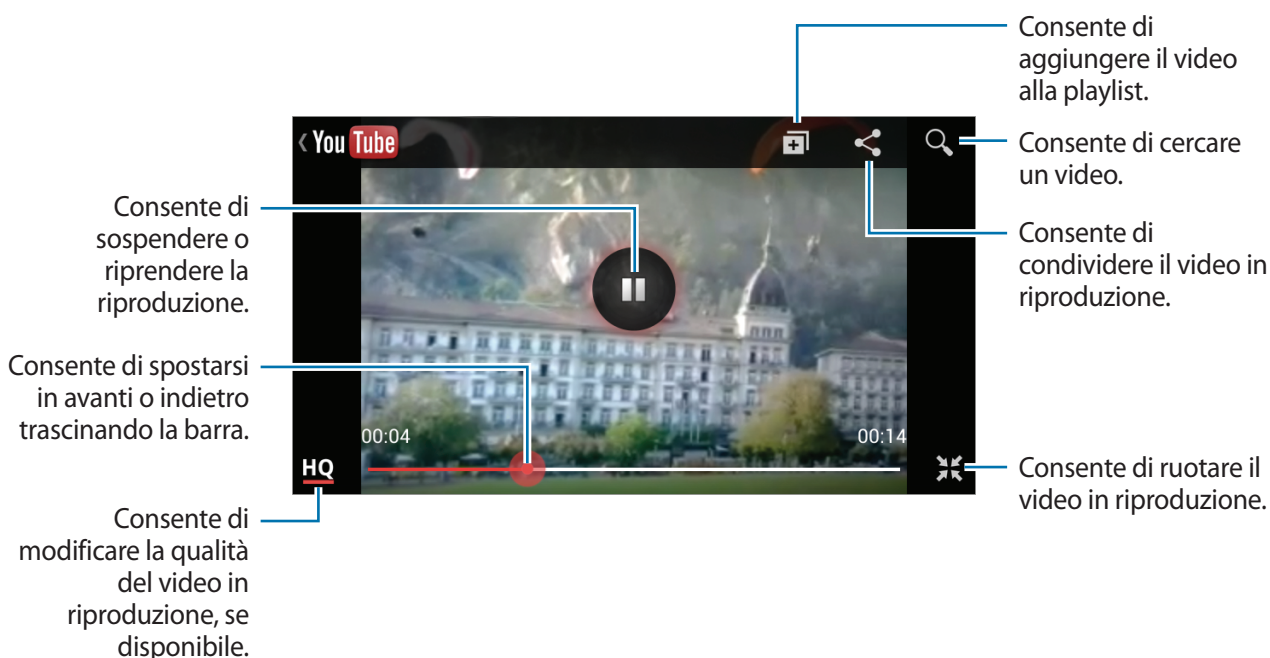 Consente di
aggiungere il video
alla playlist.
You Tube
Consente di cercare
un video.
Consente di
sospendere o
riprendere la
riproduzione.
Consente di
condividere il video in
riproduzione.
Consente di spostarsi
in avanti o indietro
trascinando la barra.
00:04
00:14
HQ
Consente di ruotare il
video in riproduzione.
Consente di
modificare la qualità
del video in
riproduzione, se
disponibile.